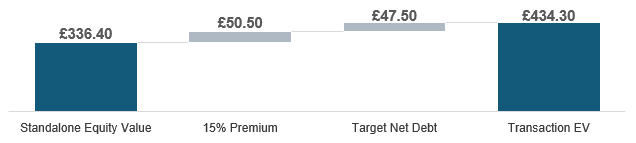 £336.40
£50.50
£47.50
£434.30
Standalone Equity Value
15% Premium
Target Net Debt
Transaction EV